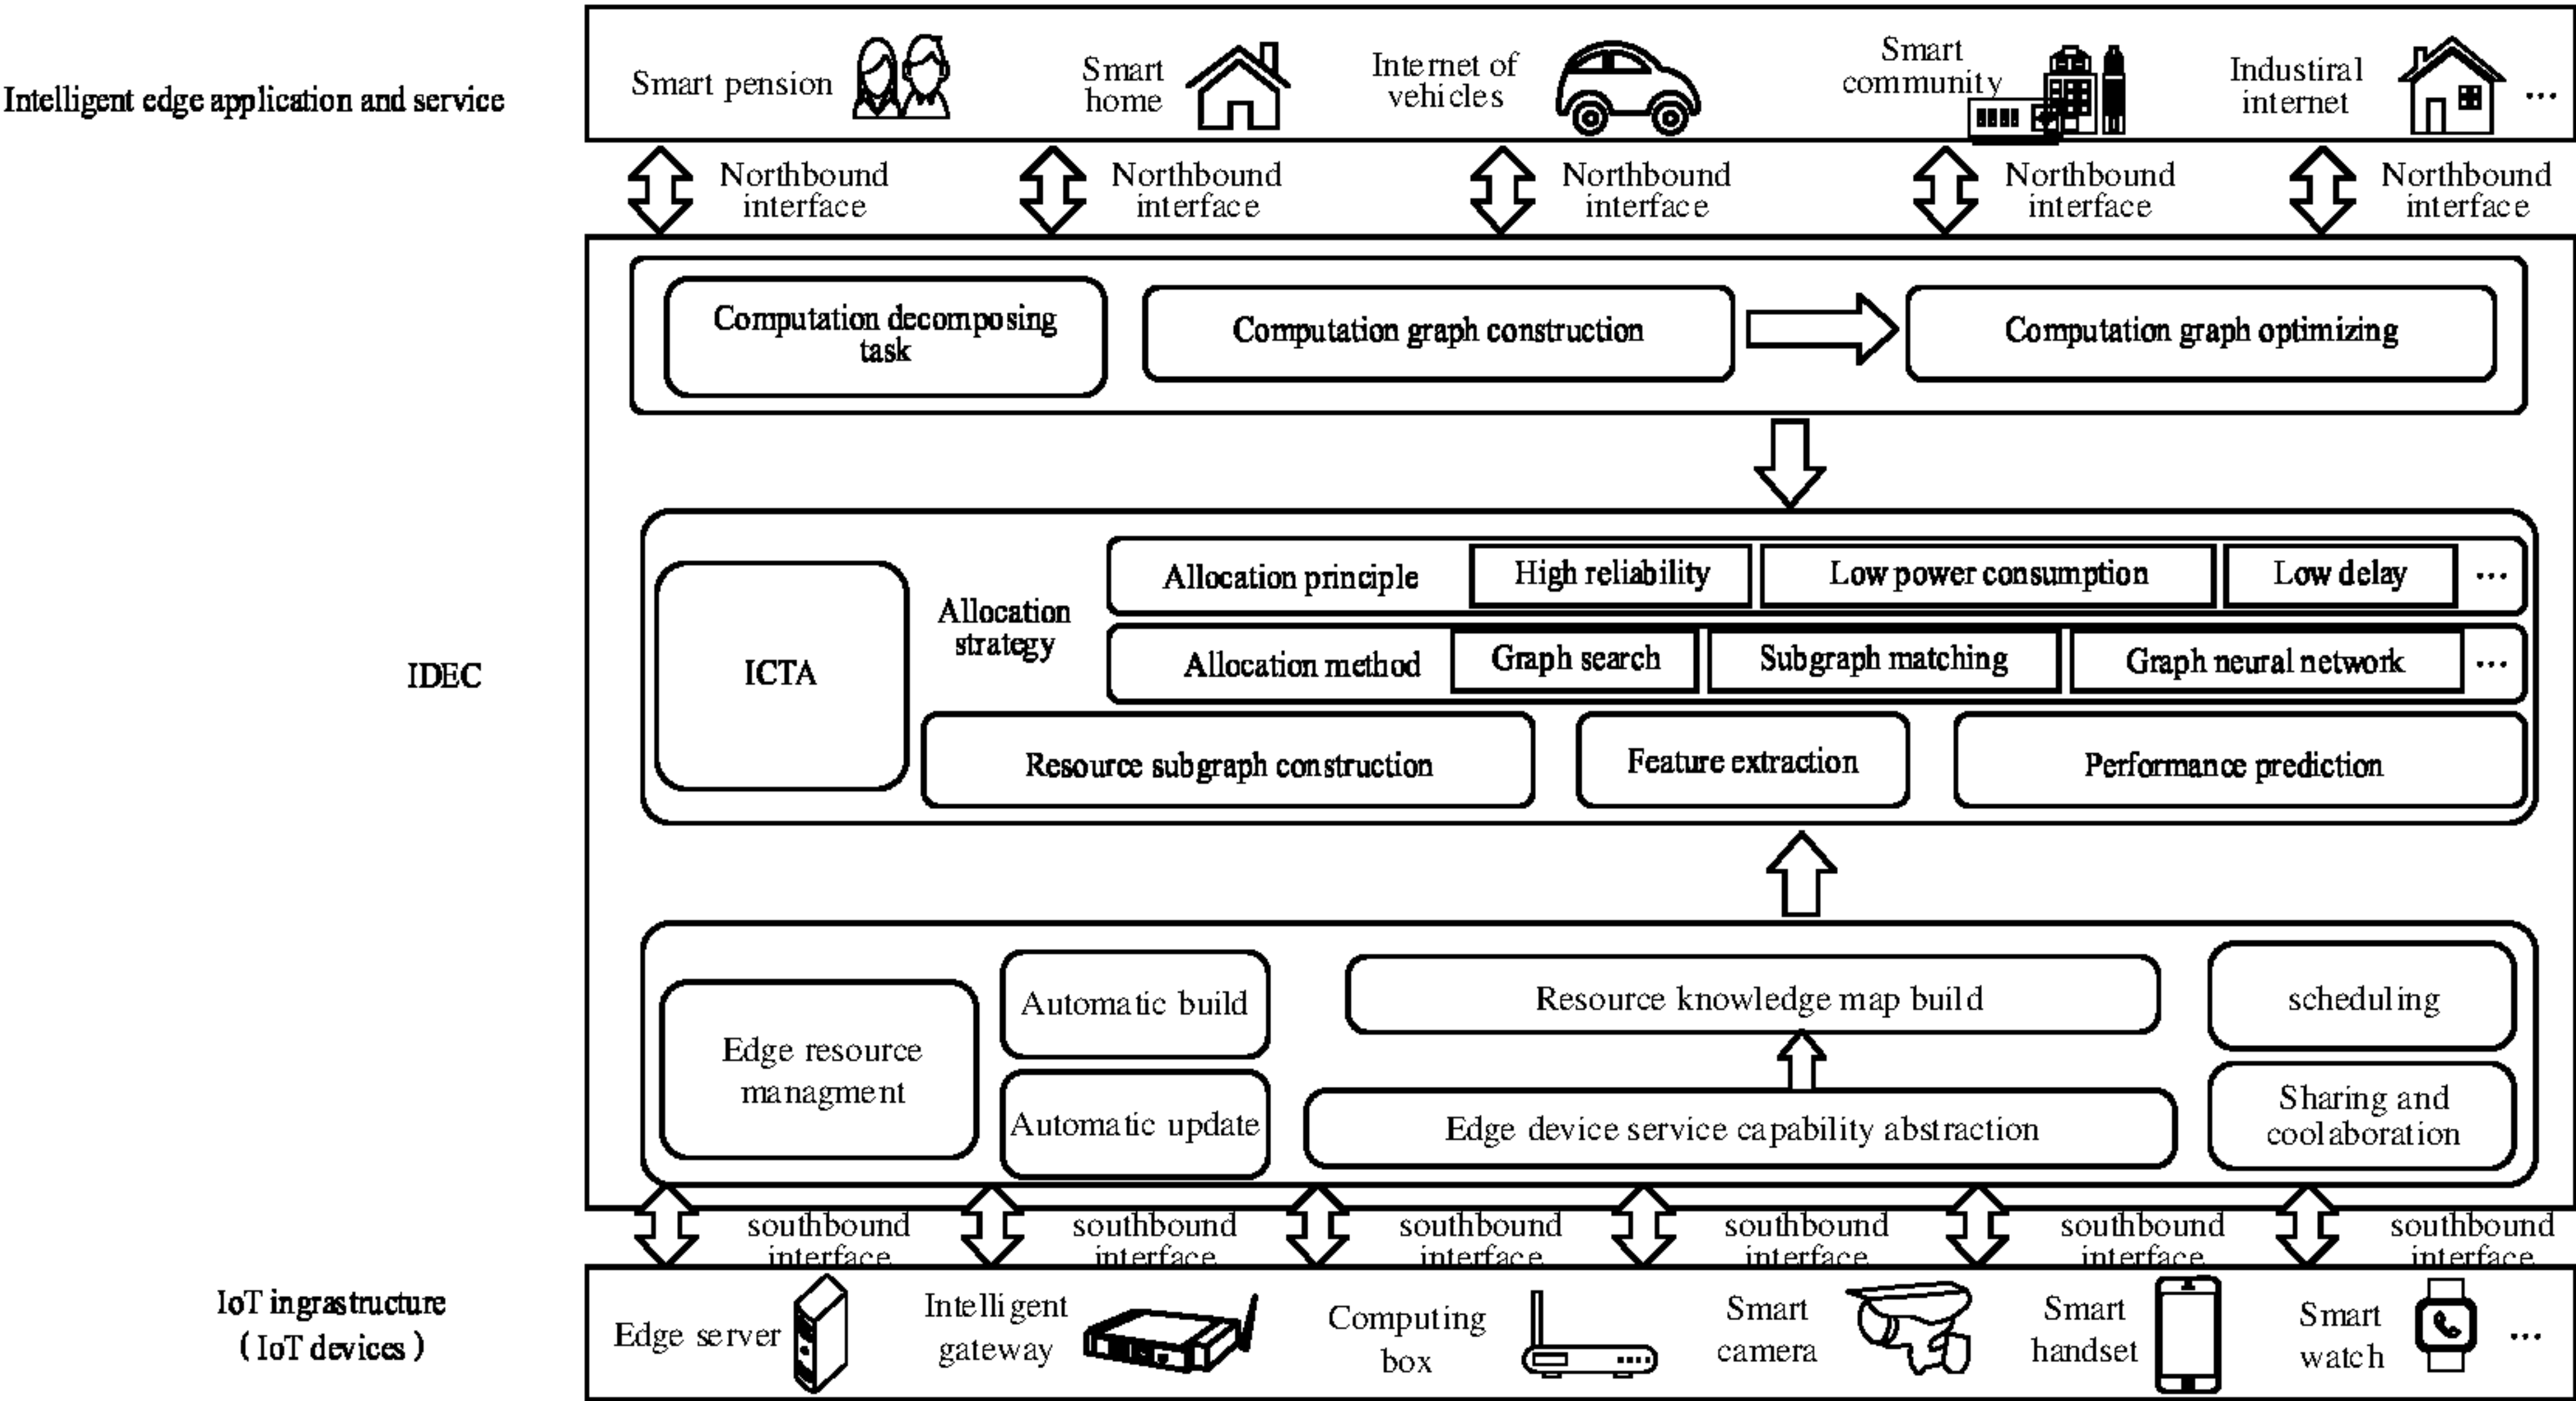 Intelligent edge application and service
Smart pension
Smart
home
Internet of
vehicles
Smart
community
Industiral
internet
...
Northbound
interface
Northbound
interface
Northbound
interface
Northbound
interface
Northbound
interface
IDEC
Computation decomposing
task
Computation graph construction
Computation graph optimizing
ICTA
Allocation
strategy
Allocation principle
High reliability
Low power consumption
Low delay
...
Allocation method
Graph search
Subgraph matching
Graph neural network
...
Resource subgraph construction
Feature extraction
Performance prediction
Edge resource
managment
Automatic build
Automatic update
Resource knowledge map build
Edge device service capability abstraction
scheduling
Sharing and
coolaboration
southbound
interface
southbound
interface
southbound
interface
southbound
interface
southbound
interface
southbound
interface
IoT ingrastructure
( IoT devices )
Edge server
Intelligent
gateway
Computing
box
Smart
camera
Smart
handset
Smart
watch
...